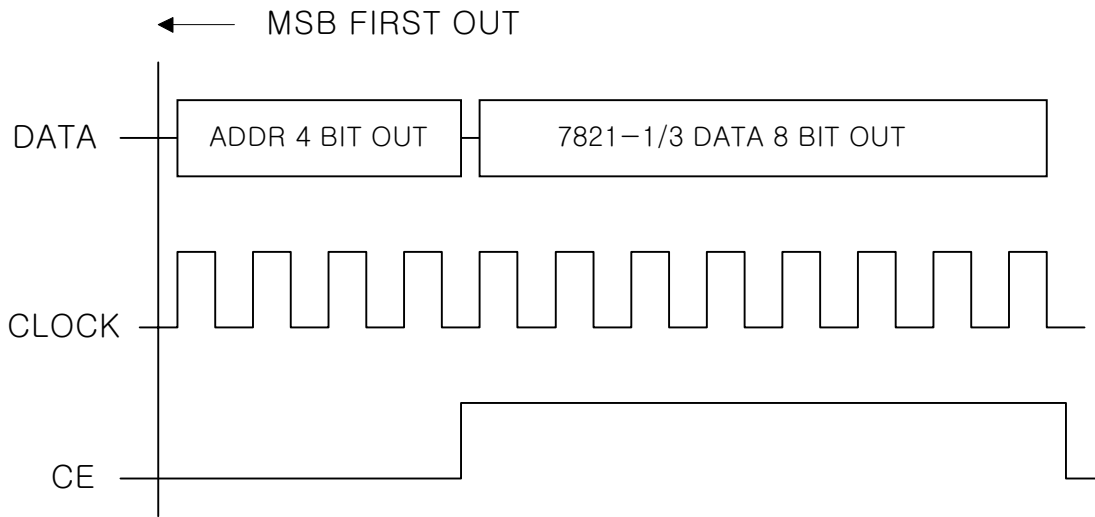 MSB FIRST OUT
DATA
ADDR 4 BIT OUT
7821-1/3 DATA 8 BIT OUT
CLOCK
CE